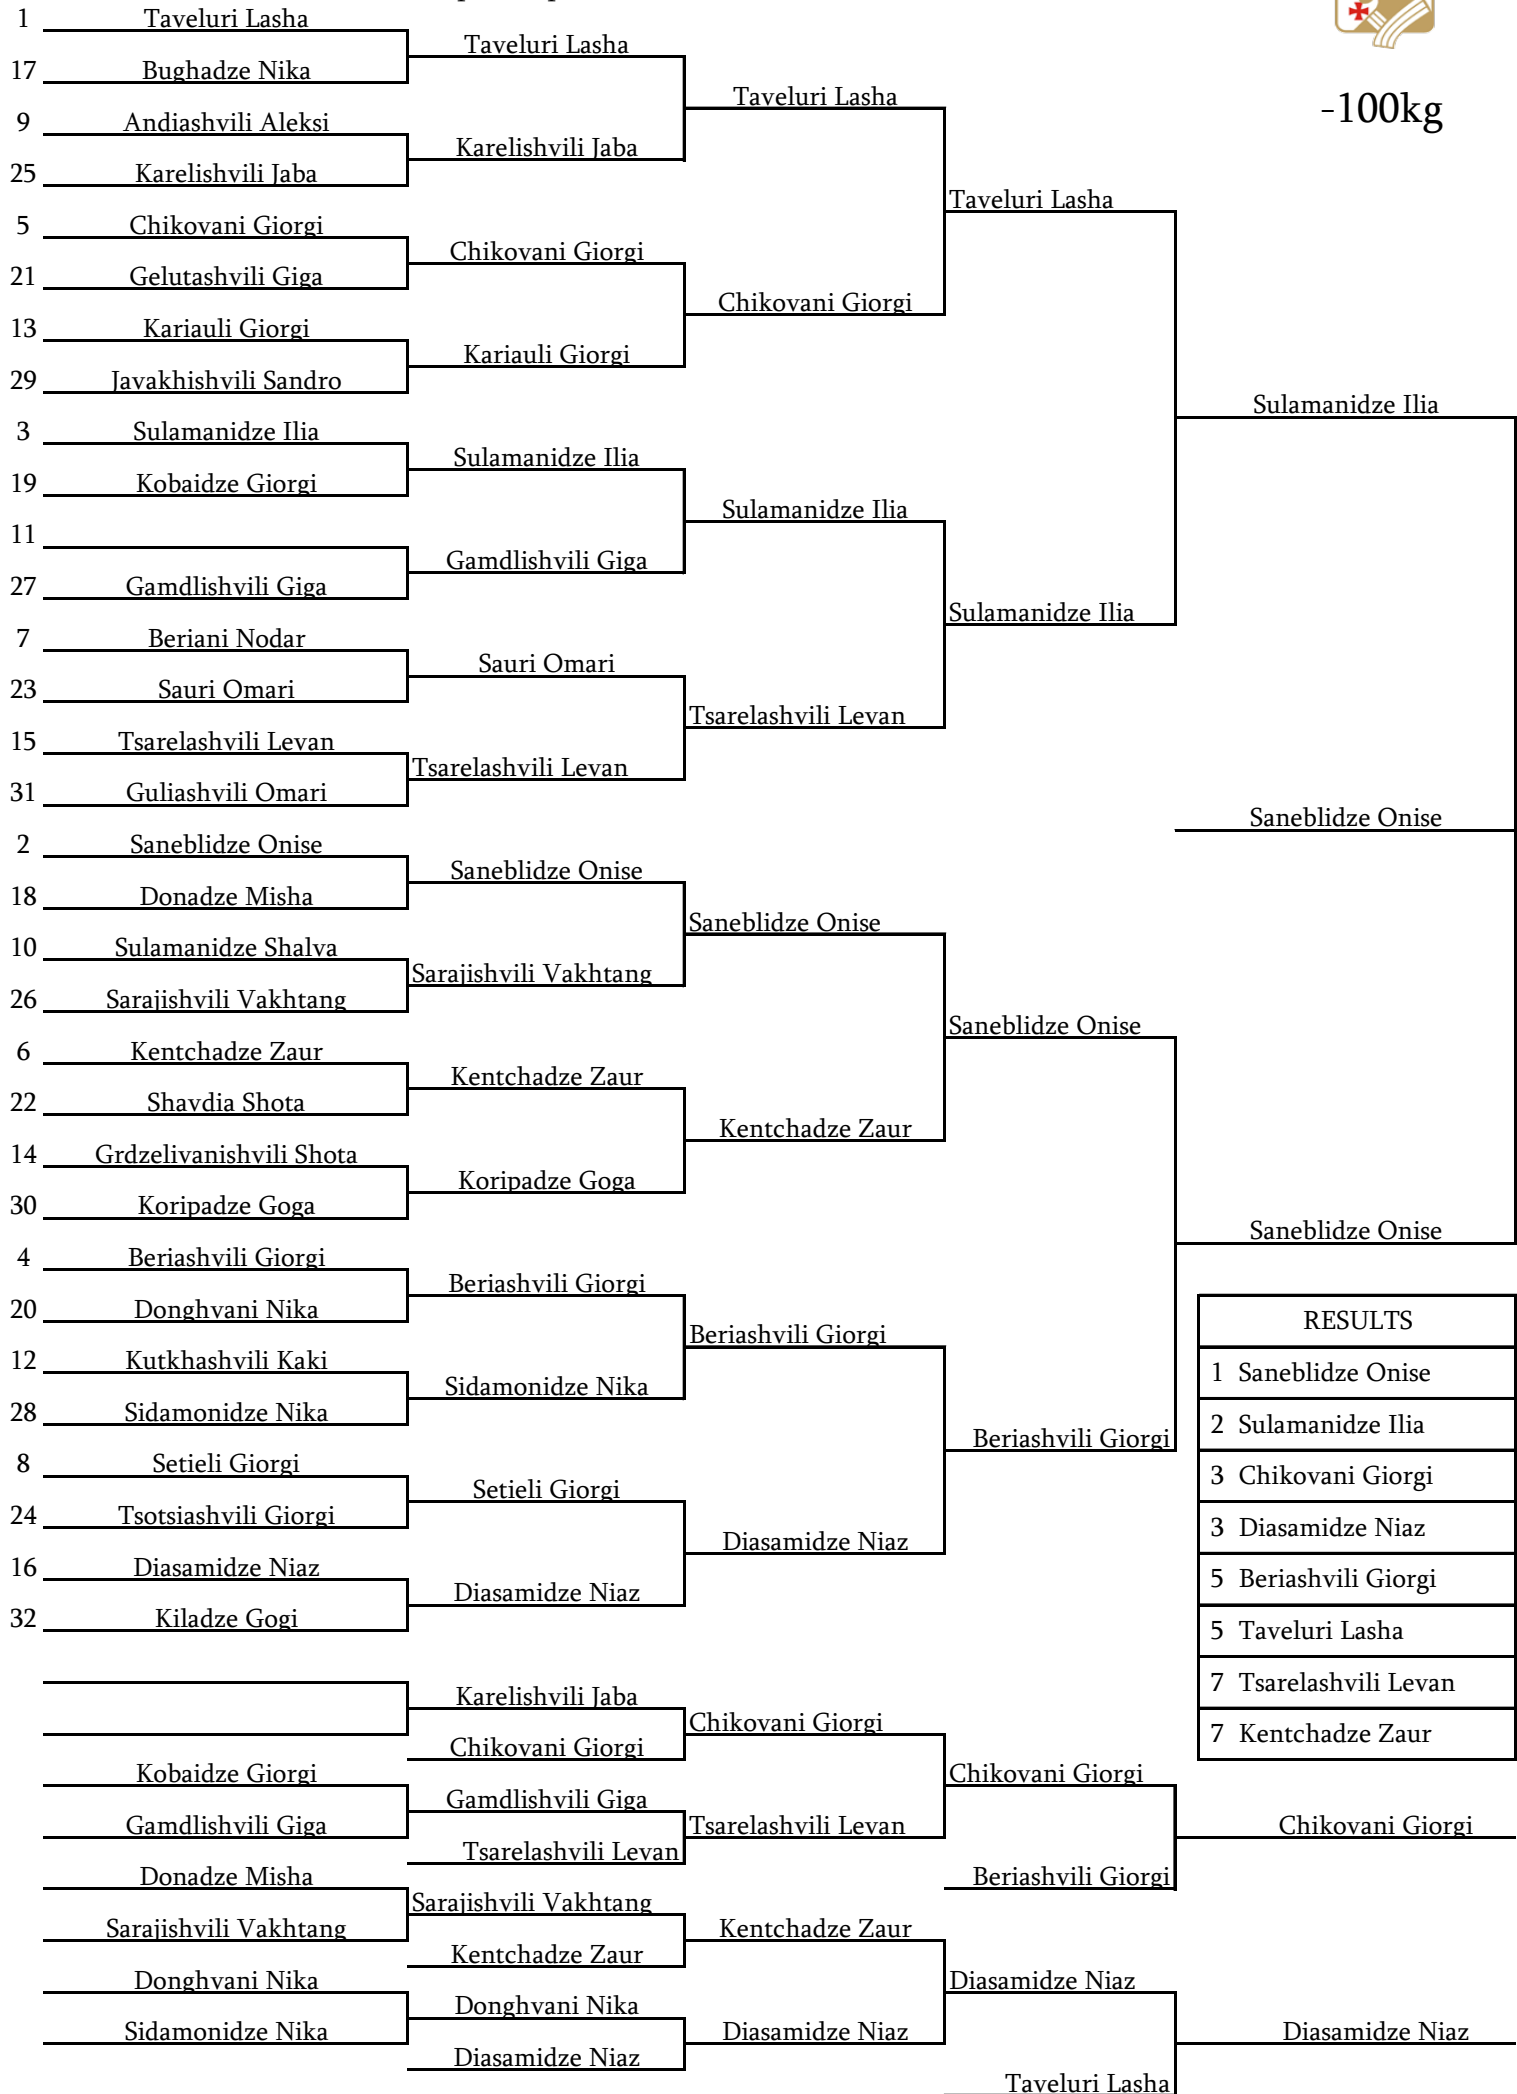 -100kg
1 Taveluri Lasha
17 Bughadze Nika
9 Andiashvili Aleksi
25 Karelishvili Jaba
5 Chikovani Giorgi
21 Gelutashvili Giga
13 Kariauli Giorgi
29 Javakhishvili Sandro
3 Sulamanidze Ilia
19 Kobaidze Giorgi
11
27 Gamdlishvili Giga
7 Beriani Nodar
23 Sauri Omari
15 Tsarelashvili Levan
31 Guliashvili Omari
2 Saneblidze Onise
18 Donadze Misha
10 Sulamanidze Shalva
26 Sarajishvili Vakhtang
6 Kentchadze Zaur
22 Shavdia Shota
14 Grdzelivanishvili Shota
30 Koripadze Goga
4 Beriashvili Giorgi
20 Donghvani Nika
12 Kutkhashvili Kaki
28 Sidamonidze Nika
8 Setieli Giorgi
24 Tsotsiashvili Giorgi
16 Diasamidze Niaz
32 Kiladze Gogi
Taveluri Lasha
Karelishvili Jaba
Chikovani Giorgi
Kariauli Giorgi
Sulamanidze Ilia
Gamdlishvili Giga
Sauri Omari
Tsarelashvili Levan
Saneblidze Onise
Sarajishvili Vakhtang
Kentchadze Zaur
Koripadze Goga
Beriashvili Giorgi
Sidamonidze Nika
Setieli Giorgi
Diasamidze Niaz
Taveluri Lasha
Chikovani Giorgi
Sulamanidze Ilia
Tsarelashvili Levan
Saneblidze Onise
Kentchadze Zaur
Beriashvili Giorgi
Diasamidze Niaz
Taveluri Lasha
Sulamanidze Ilia
Saneblidze Onise
Beriashvili Giorgi
Sulamanidze Ilia
Saneblidze Onise
Saneblidze Onise
RESULTS
1 Saneblidze Onise
2 Sulamanidze Ilia
3 Chikovani Giorgi
3 Diasamidze Niaz
5 Beriashvili Giorgi
5 Taveluri Lasha
7 Tsarelashvili Levan
7 Kentchadze Zaur
Kobaidze Giorgi
Gamdlishvili Giga
Donadze Misha
Sarajishvili Vakhtang
Donghvani Nika
Sidamonidze Nika
Karelishvili Jaba
Chikovani Giorgi
Gamdlishvili Giga
Tsarelashvili Levan
Sarajishvili Vakhtang
Kentchadze Zaur
Donghvani Nika
Diasamidze Niaz
Chikovani Giorgi
Tsarelashvili Levan
Kentchadze Zaur
Diasamidze Niaz
Chikovani Giorgi
Beriashvili Giorgi
Diasamidze Niaz
Taveluri Lasha
Chikovani Giorgi
Diasamidze Niaz